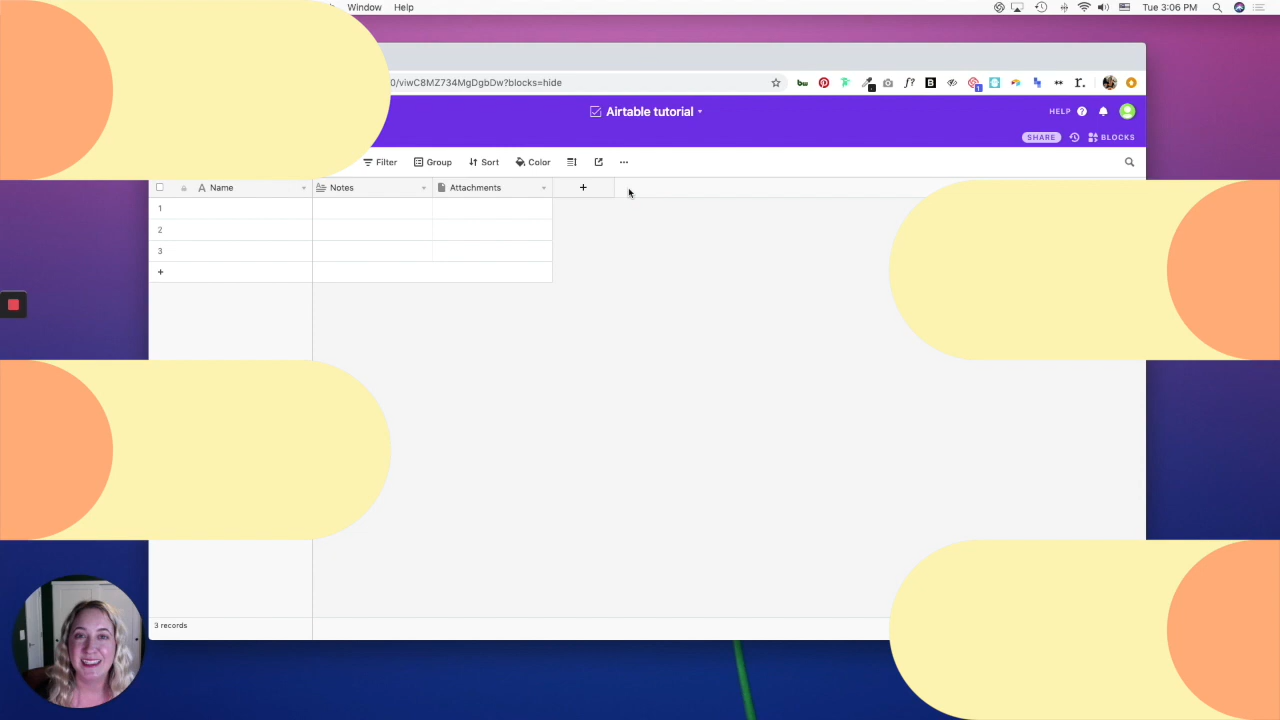 Window Help
Tue 3:06 PM
0/viwC8MZ734MgDgbDw?blocks=hide
Airtable tutorial
HELP
SHARE BLOCKS
Filter Group Sort Color
Name Notes Attachments +
1
2
3
+
3 records